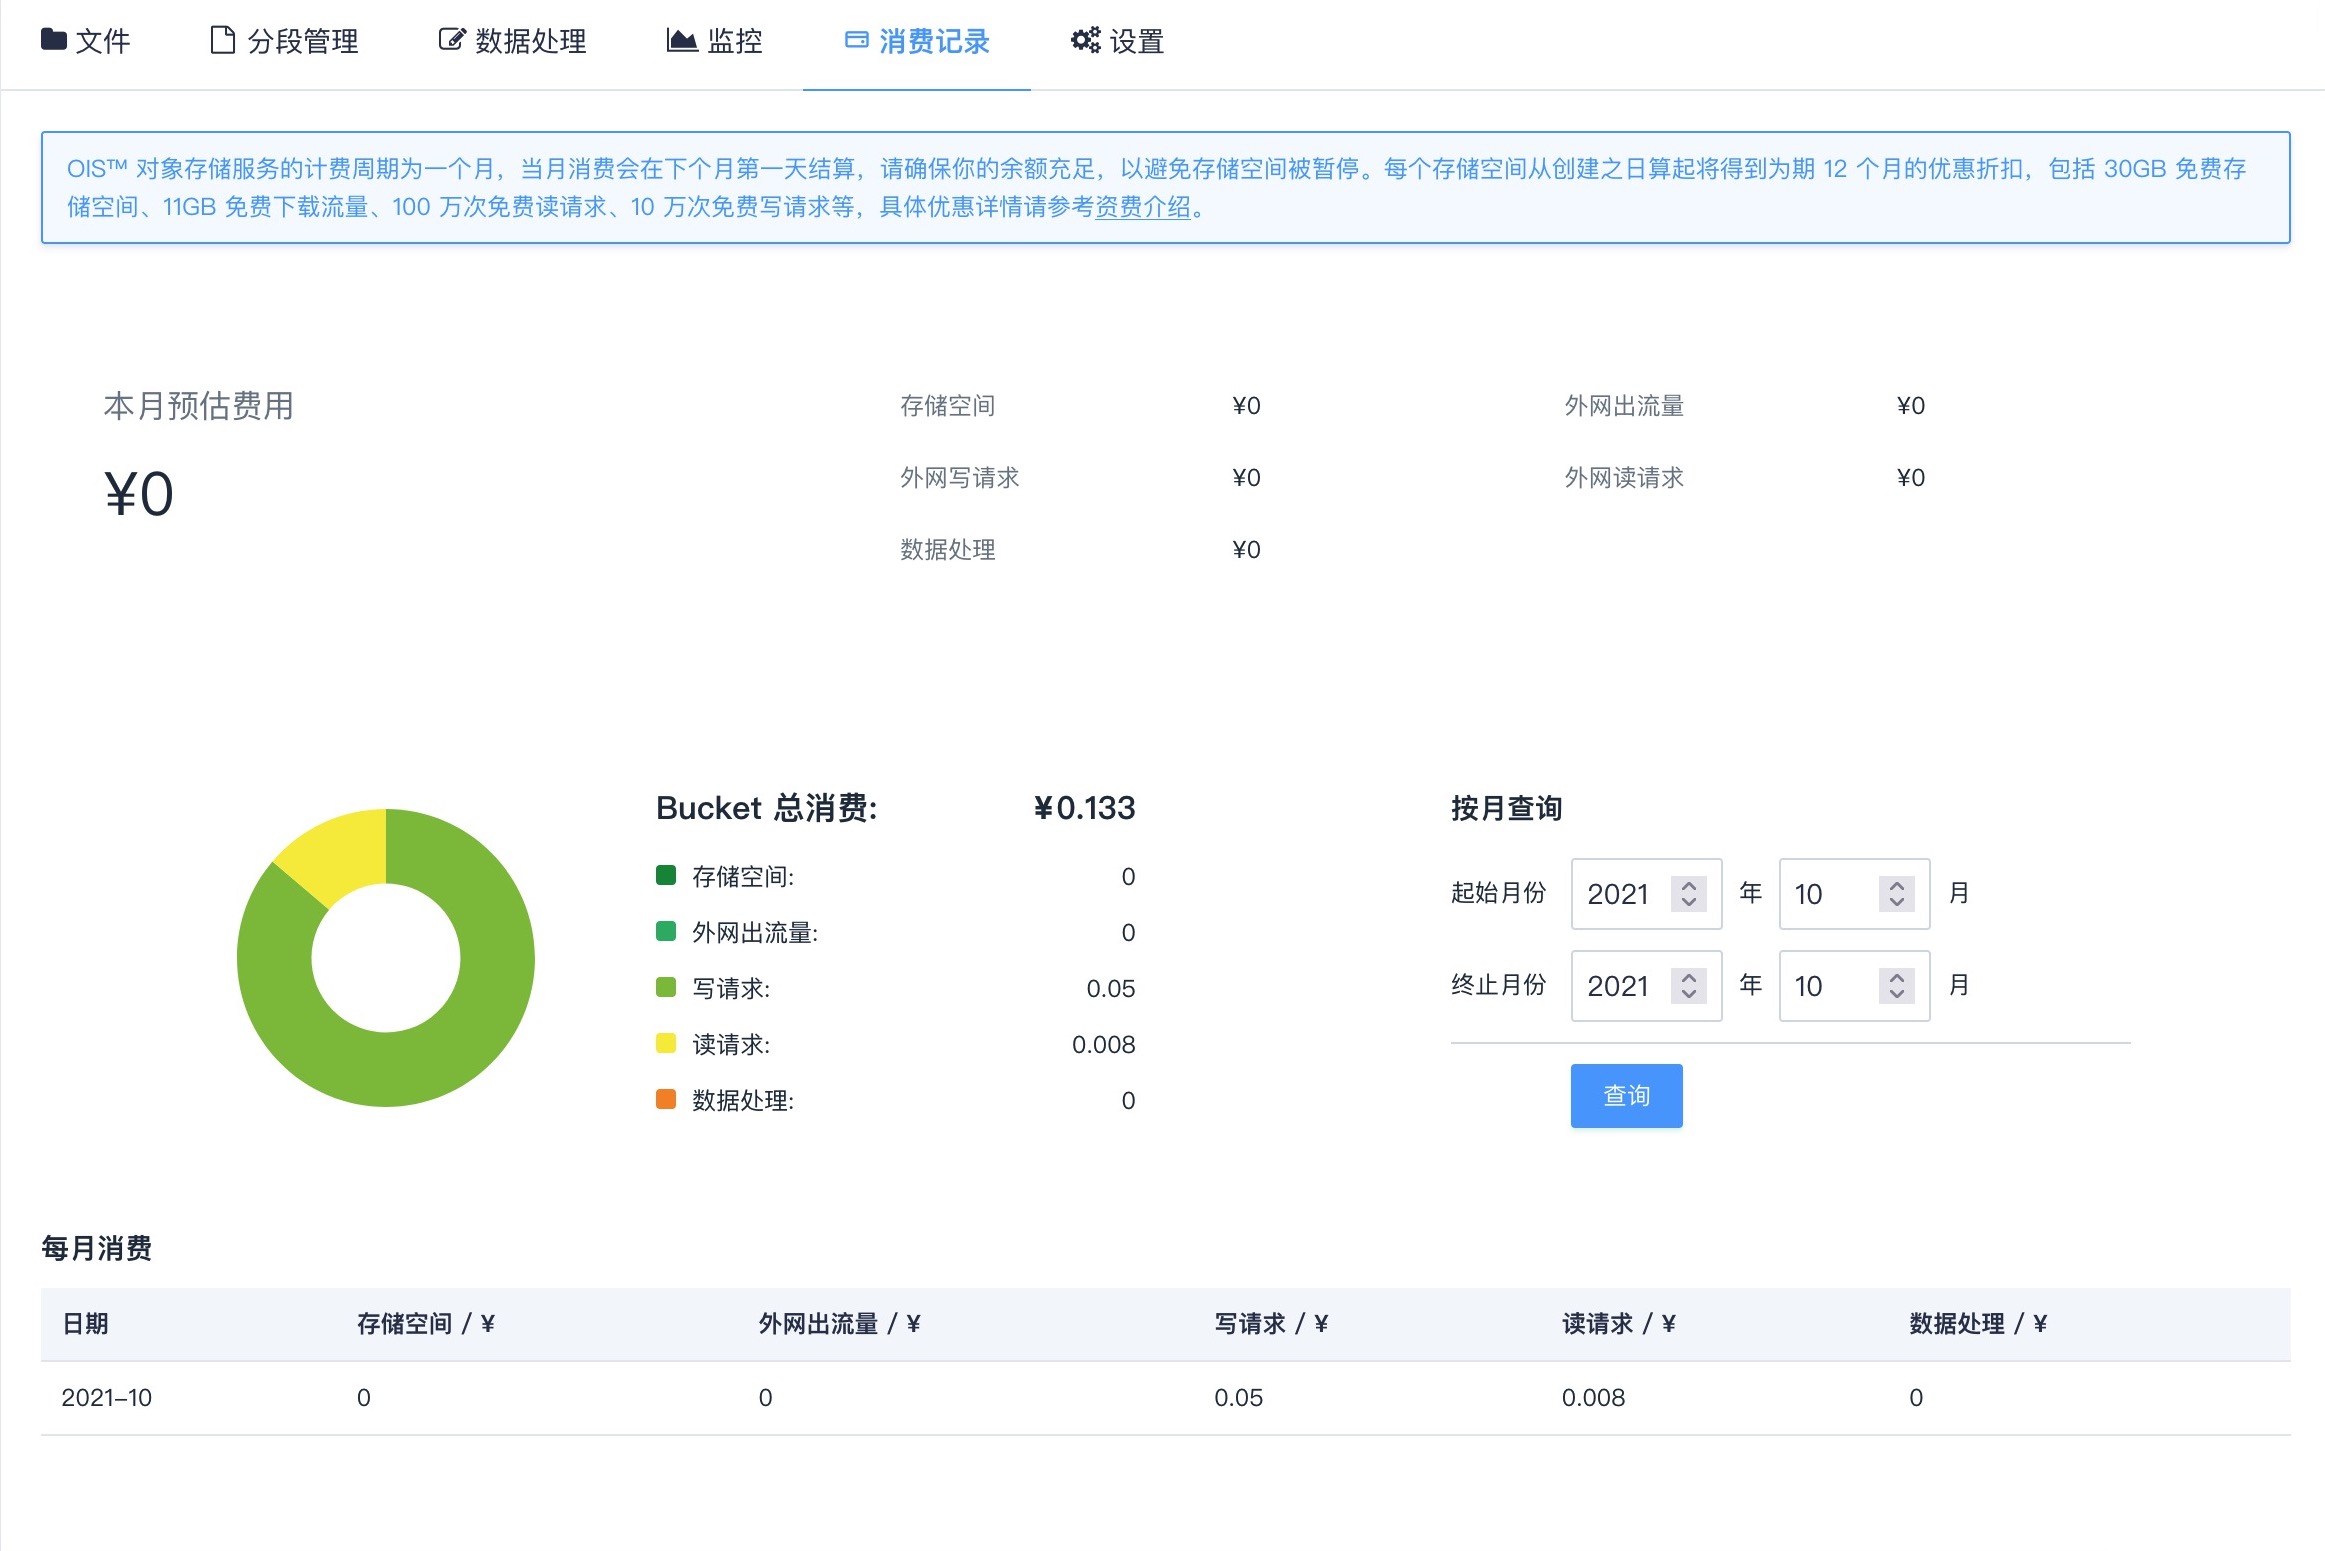 文件 分段管理 数据处理 监控 消费记录 设置
OIS™ 对象存储服务的计费周期为一个月，当月消费会在下个月第一天结算，请确保你的余额充足，以避免存储空间被暂停。每个存储空间从创建之日算起将得到为期 12 个月的优惠折扣，包括 30GB 免费存
储空间、11GB 免费下载流量、100 万次免费读请求、10 万次免费写请求等，具体优惠详情请参考资费介绍。
本月预估费用
¥0
存储空间 ¥0 外网出流量 ¥0
外网写请求 ¥0 外网读请求 ¥0
数据处理 ¥0
Bucket 总消费: ¥0.133
存储空间: 0
外网出流量: 0
写请求: 0.05
读请求: 0.008
数据处理: 0
按月查询
起始月份 2021 年 10 月
终止月份 2021 年 10 月
查询
每月消费
日期 存储空间 / ¥ 外网出流量 / ¥ 写请求 / ¥ 读请求 / ¥ 数据处理 / ¥
2021-10 0 0 0.05 0.008 0